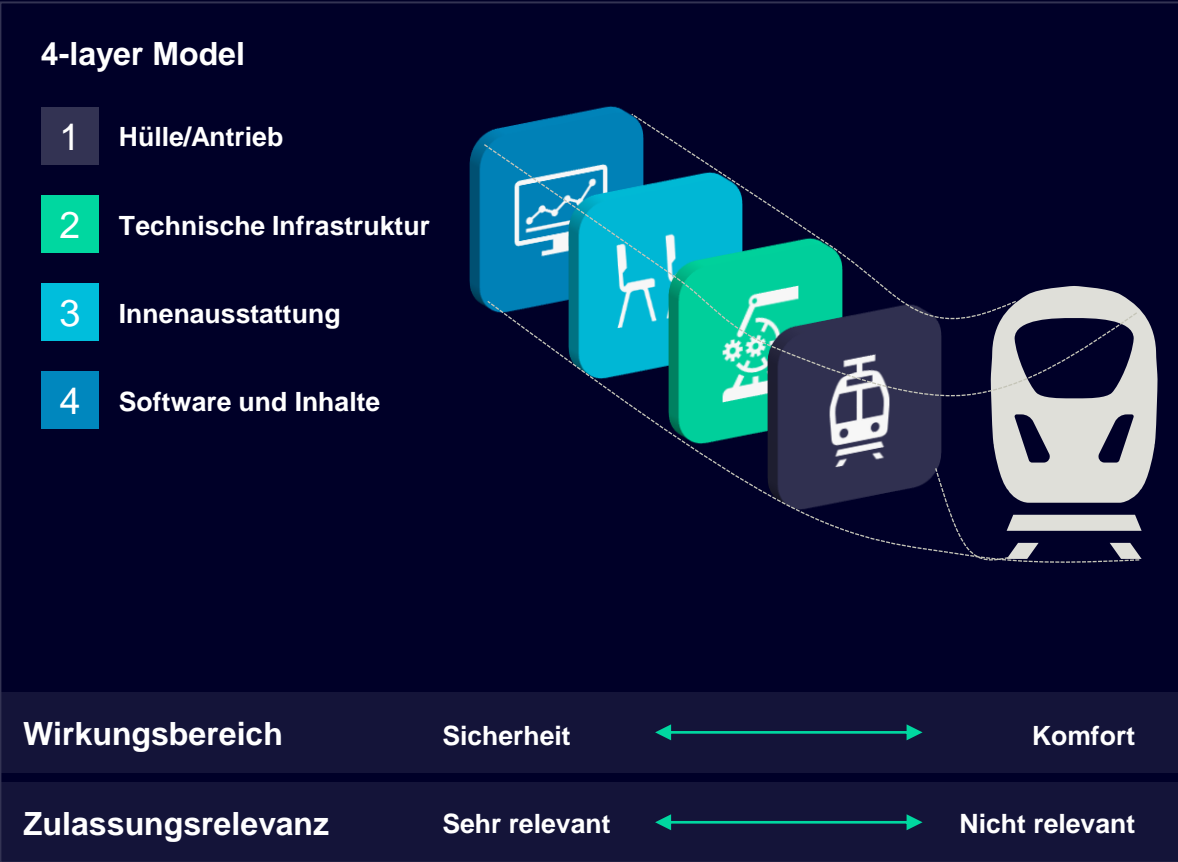 4-layer Model
1 Hülle/Antrieb
2 Technische Infrastruktur
3 Innenausstattung
4 Software und Inhalte
Wirkungsbereich Sicherheit Komfort
Zulassungsrelevanz Sehr relevant Nicht relevant